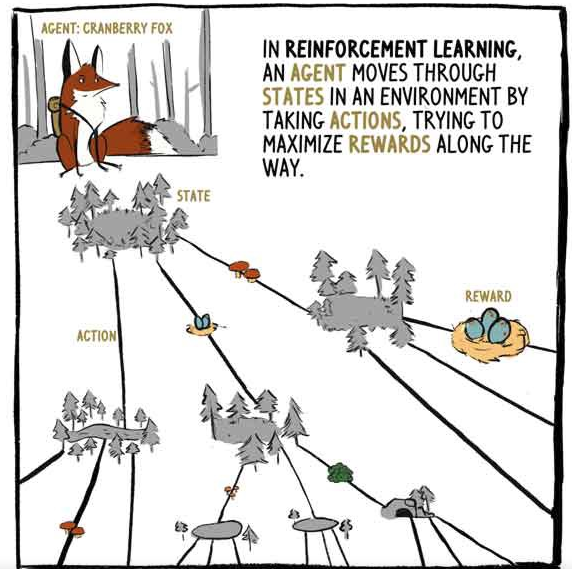 AGENT: CRANBERRY FOX
IN REINFORCEMENT LEARNING,
AN AGENT MOVES THROUGH
STATES IN AN ENVIRONMENT BY
TAKING ACTIONS, TRYING TO
MAXIMIZE REWARDS ALONG THE
WAY.
STATE
REWARD
ACTION